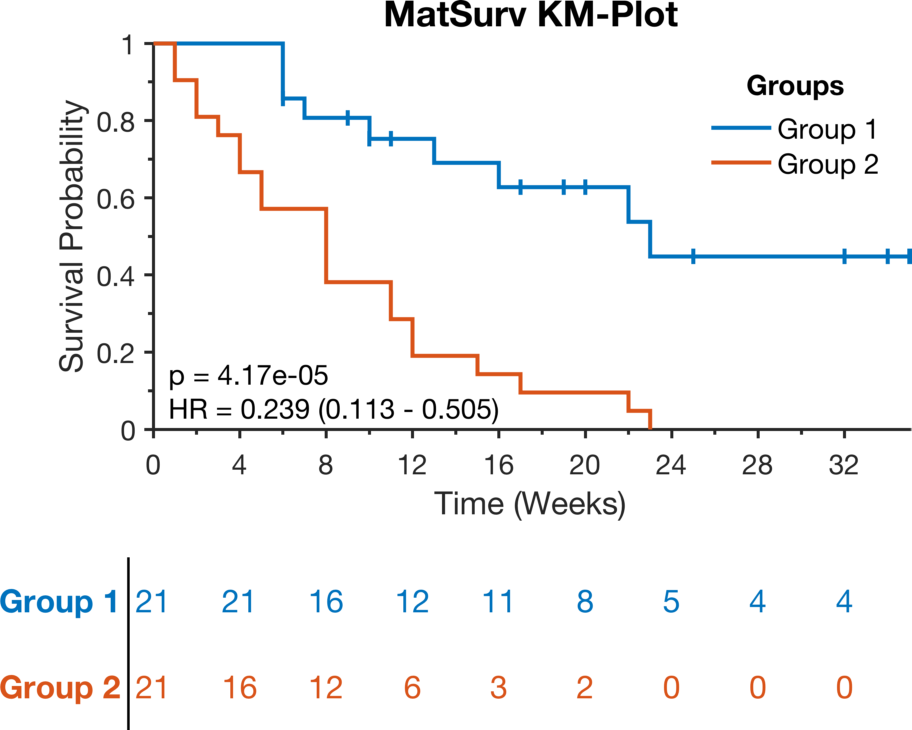 MatSurv KM-Plot
Groups
Group 1
Group 2
Survival Probability
1
0.8
0.6
0.4
0.2
0
p = 4.17e-05
HR = 0.239 (0.113 - 0.505)
0 4 8 12 16 20 24 28 32
Time (Weeks)
Group 1 21 21 16 12 11 8 5 4 4
Group 2 21 16 12 6 3 2 0 0 0